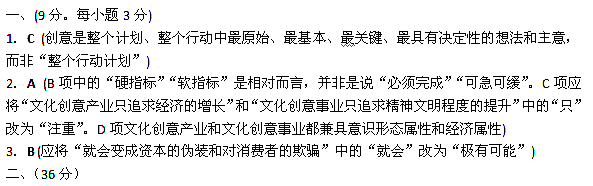 一、(9分。每小题3分)
1. C (创意是整个计划、整个行动中最原始、最基本、最关键、最具有决定性的想法和主意，
而非“整个行动计划”)
2. A (B项中的“硬指标”“软指标”是相对而言，并非是说“必须完成”“可急可缓”。C项应
将“文化创意产业只追求经济的增长”和“文化创意事业只追求精神文明程度的提升”中的“只”
改为“注重”。D项文化创意产业和文化创意事业都兼具意识形态属性和经济属性)
3. B(应将“就会变成资本的伪装和对消费者的欺骗”中的“就会”改为“极有可能”)
二、（36分）